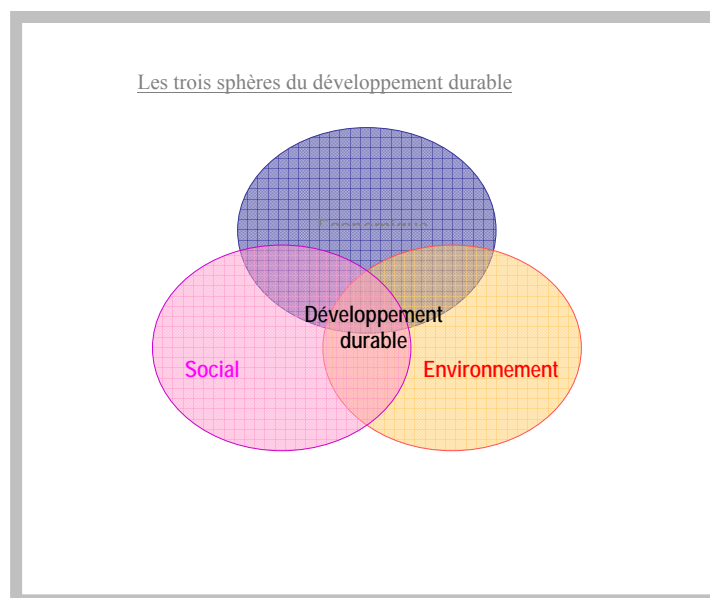 Les trois sphères du développement durable
Développement
durable
Social
Environnement